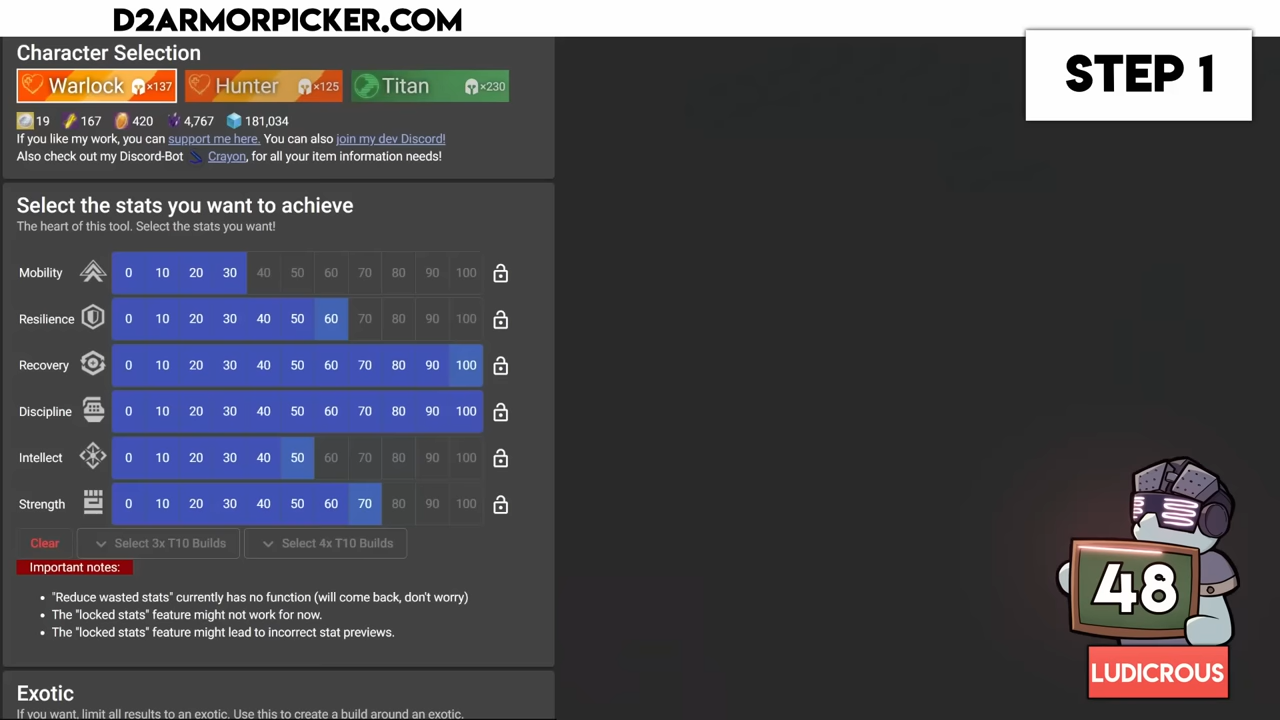 D2ARMORPICKER.COM
STEP 1
Character Selection
Warlock ×137 Hunter ×125 Titan ×230
19 167 420 4,767 181,034
If you like my work, you can support me here. You can also join my dev Discord!
Also check out my Discord-Bot Crayon, for all your item information needs!
Select the stats you want to achieve
The heart of this tool. Select the stats you want!
Mobility 0 10 20 30 40 50 60 70 80 90 100
Resilience 0 10 20 30 40 50 60 70 80 90 100
Recovery 0 10 20 30 40 50 60 70 80 90 100
Discipline 0 10 20 30 40 50 60 70 80 90 100
Intellect 0 10 20 30 40 50 60 70 80 90 100
Strength 0 10 20 30 40 50 60 70 80 90 100
Clear Select 3x T10 Builds Select 4x T10 Builds
Important notes:
• "Reduce wasted stats" currently has no function (will come back, don't worry)
• The "locked stats" feature might not work for now.
• The "locked stats" feature might lead to incorrect stat previews.
Exotic
If you want, limit all results to an exotic. Use this to create a build around an exotic.
48
LUDICROUS